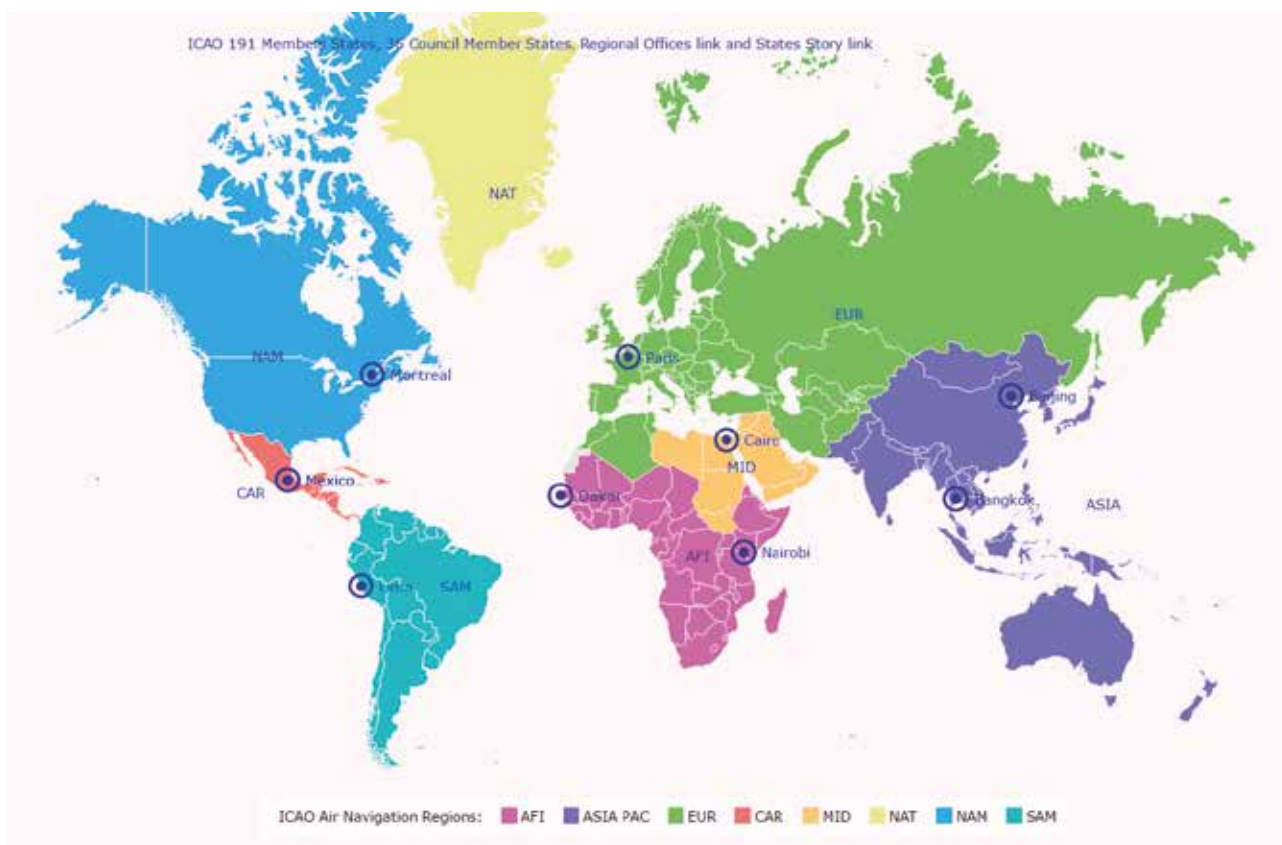 ICAO 191 Members States, 36 Council Member States, Regional Offices link and States Story link
NAT
EUR
NAM
Montreal
Paris
Beijing
Cairo
MID
CAR
Mexico
Dakar
Bangkok
ASIA
AFI
Nairobi
Lima
SAM
ICAO Air Navigation Regions: AFI ASIA PAC EUR CAR MID NAT NAM SAM